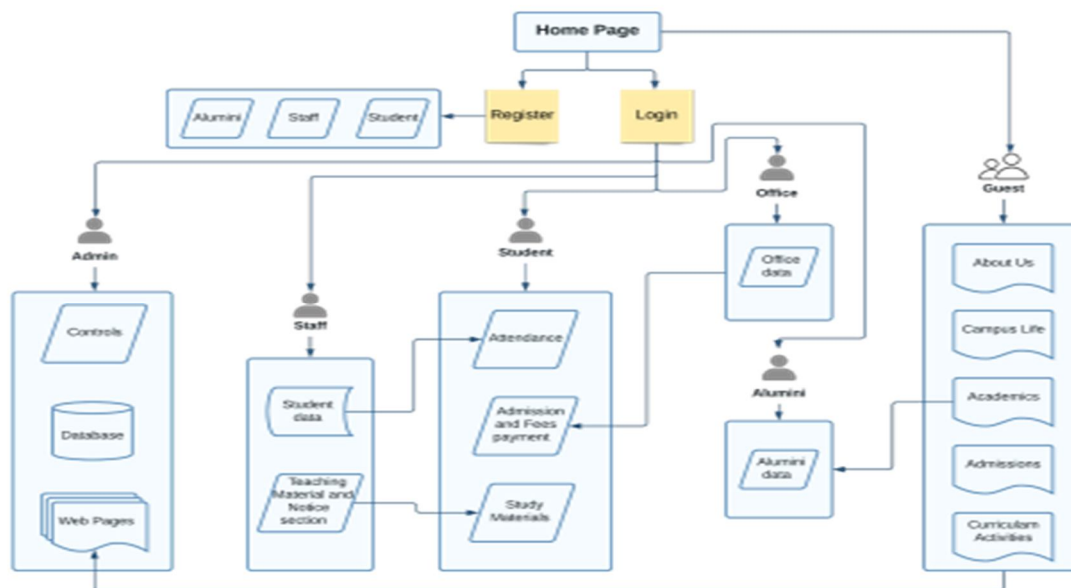 Home Page
Register
Login
Alumini
Staff
Student
Admin
Controls
Database
Web Pages
Staff
Student
data
Teaching
Material and
Notice
section
Student
Attendance
Admission
and Fees
payment
Study
Materials
Office
Office
data
Alumini
Alumini
data
Guest
About Us
Campus Life
Academics
Admissions
Curriculam
Activities